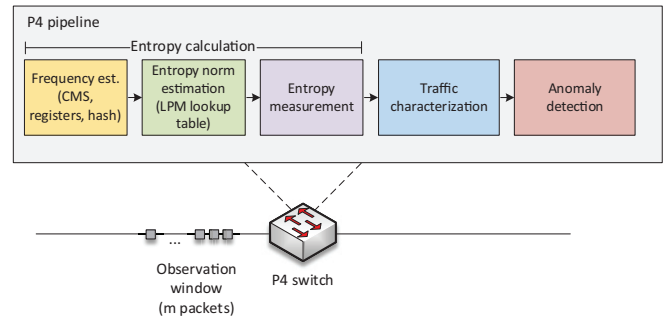 P4 pipeline
Entropy calculation
Frequency est.
(CMS,
registers, hash)
Entropy norm
estimation
(LPM lookup
table)
Entropy
measurement
Traffic
characterization
Anomaly
detection
...
Observation
window
(m packets)
P4 switch